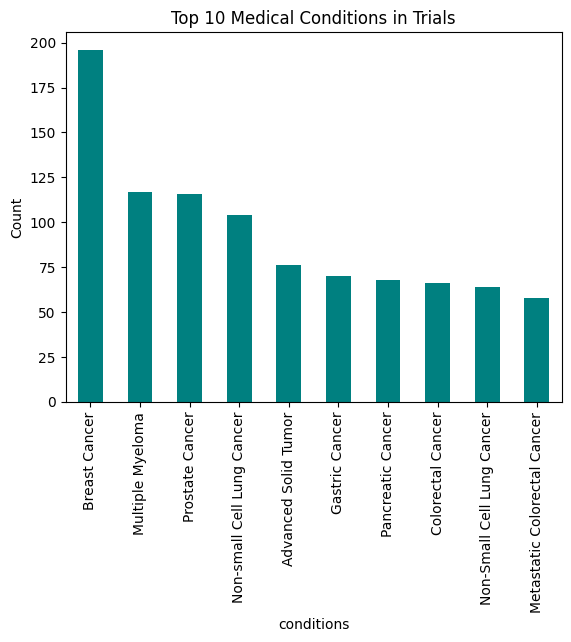 Top 10 Medical Conditions in Trials
200
175
150
125
100
75
50
25
0
Count
Breast Cancer
Multiple Myeloma
Prostate Cancer
Non-small Cell Lung Cancer
Advanced Solid Tumor
Gastric Cancer
Pancreatic Cancer
Colorectal Cancer
Non-Small Cell Lung Cancer
Metastatic Colorectal Cancer
conditions